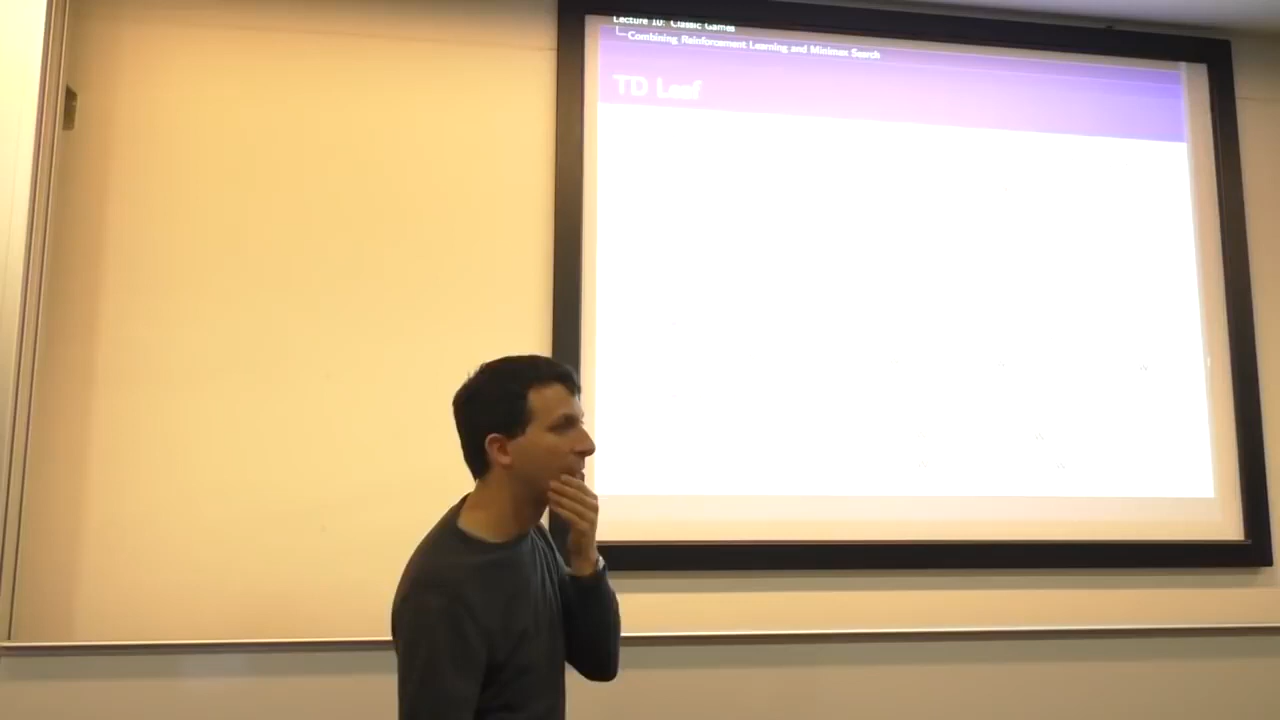 Lecture 10: Classic Games
Combining Reinforcement Learning and Minimax Search
TD Leaf